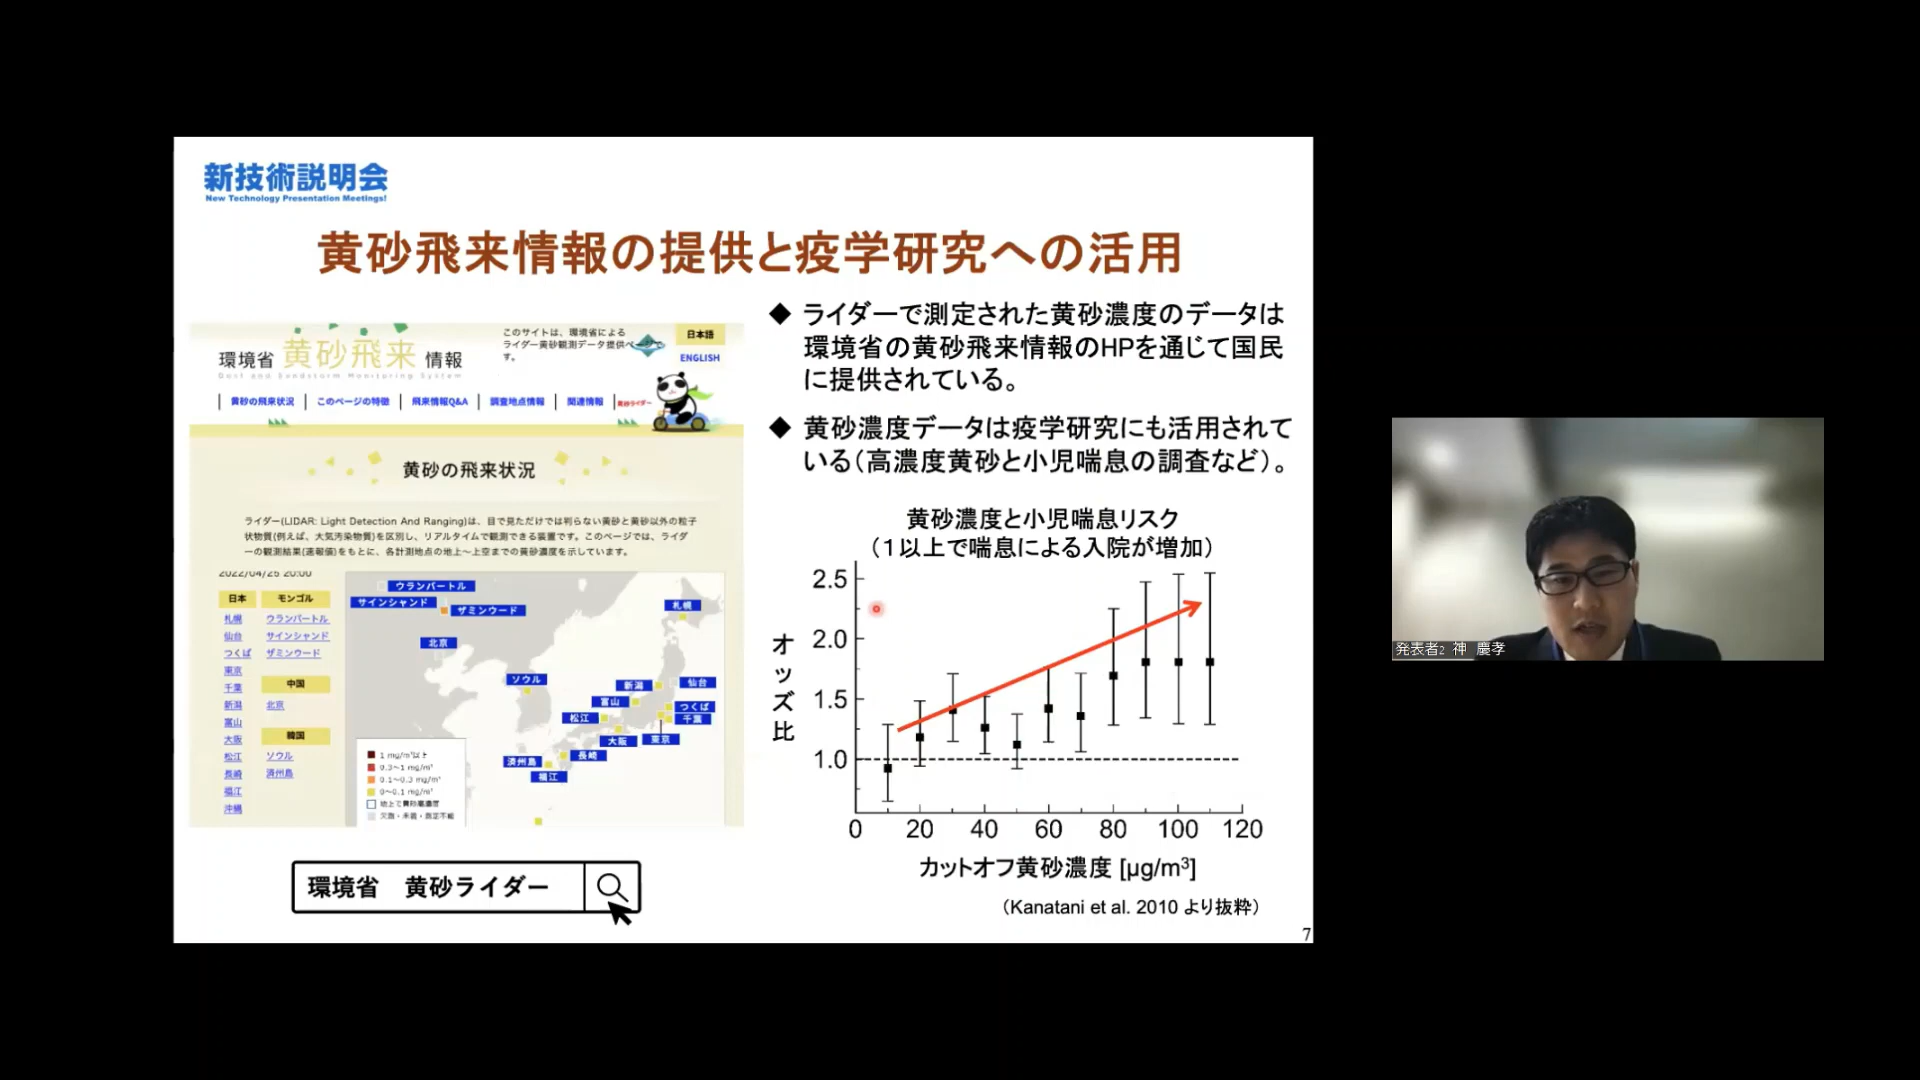 新技術説明会
New Technology Presentation Meetings!
黄砂飛来情報の提供と疫学研究への活用
このサイトは、環境省による
ライダー黄砂観測データ提供ページで
す。
日本語
ENGLISH
環境省 黄砂飛来 情報
Dust and Sandstorm Monitoring System
黄砂の飛来状況 このページの特徴 飛来情報Q&A 調査地点情報 関連情報 黄砂ライダー
黄砂の飛来状況
ライダー(LIDAR: Light Detection And Ranging)は、目で見ただけでは判らない黄砂と黄砂以外の粒子
状物質(例えば、大気汚染物質)を区別し、リアルタイムで観測できる装置です。このページでは、ライダ
ーの観測結果(速報値)をもとに、各計測地点の地上~上空までの黄砂濃度を示しています。
2022/04/25 20:00
日本
札幌
仙台
つくば
東京
千葉
新潟
富山
大阪
松江
長崎
福江
沖縄
モンゴル
ウランバートル
サインシャンド
ザミンウード
中国
北京
韓国
ソウル
済州島
ウランバートル
サインシャンド
ザミンウード
札幌
北京
ソウル
新潟
仙台
富山
つくば
松江
千葉
大阪
東京
済州島
長崎
福江
1 mg/m³以上
0.3~1 mg/m³
0.1~0.3 mg/m³
0~0.1 mg/m³
地上で黄砂高濃度
欠測・未着・測定不能
環境省 黄砂ライダー
◆ ライダーで測定された黄砂濃度のデータは
環境省の黄砂飛来情報のHPを通じて国民
に提供されている。
◆ 黄砂濃度データは疫学研究にも活用されて
いる(高濃度黄砂と小児喘息の調査など)。
黄砂濃度と小児喘息リスク
(1以上で喘息による入院が増加)
オッズ比
2.5
2.0
1.5
1.0
0 20 40 60 80 100 120
カットオフ黄砂濃度 [μg/m³]
(Kanatani et al. 2010 より抜粋)
7
発表者2 神 慶孝